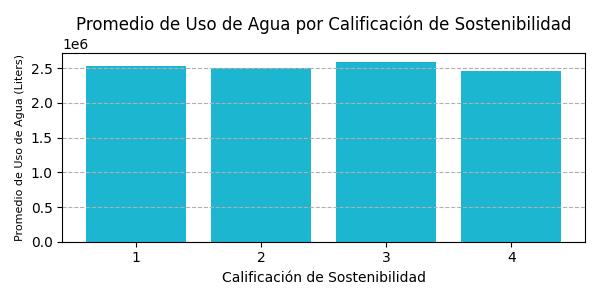 Promedio de Uso de Agua por Calificación de Sostenibilidad
1e6
2.5
2.0
1.5
1.0
0.5
0.0
Promedio de Uso de Agua (Liters)
1 2 3 4
Calificación de Sostenibilidad